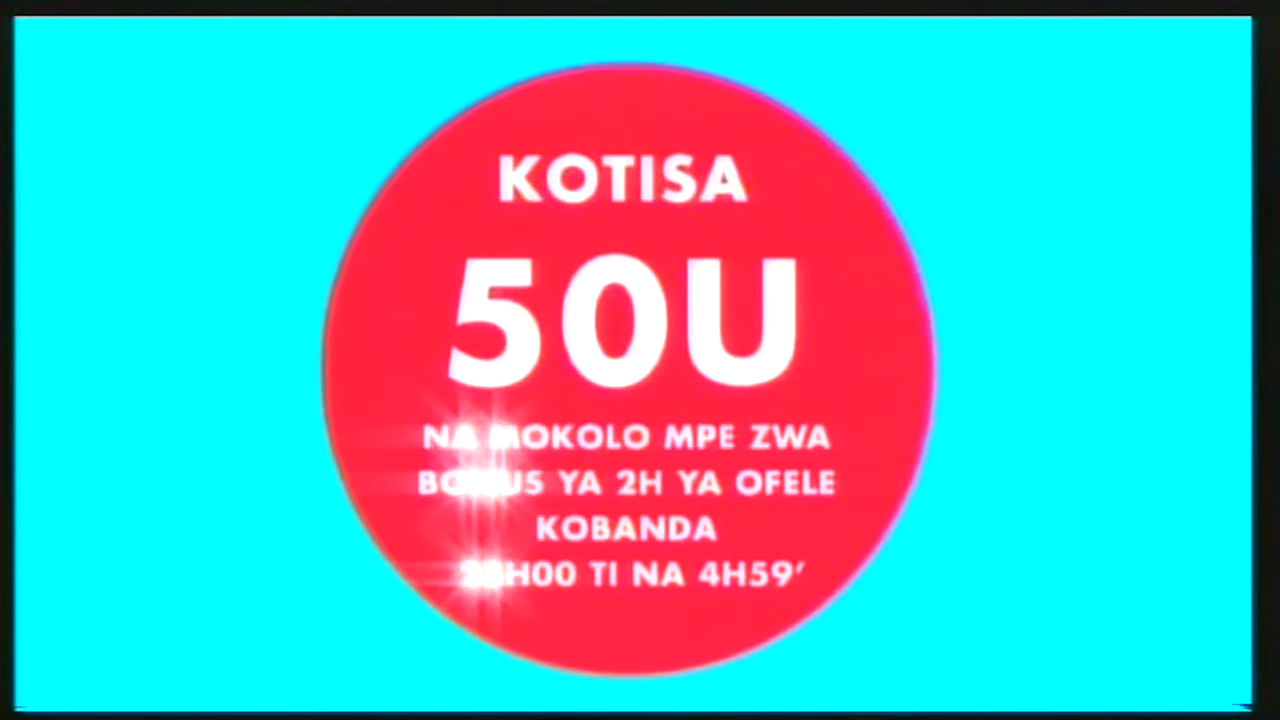 KOTISA
50U
NA MOKOLO MPE ZWA
BONUS YA 2H YA OFELE
KOBANDA
TI NA 4H59’